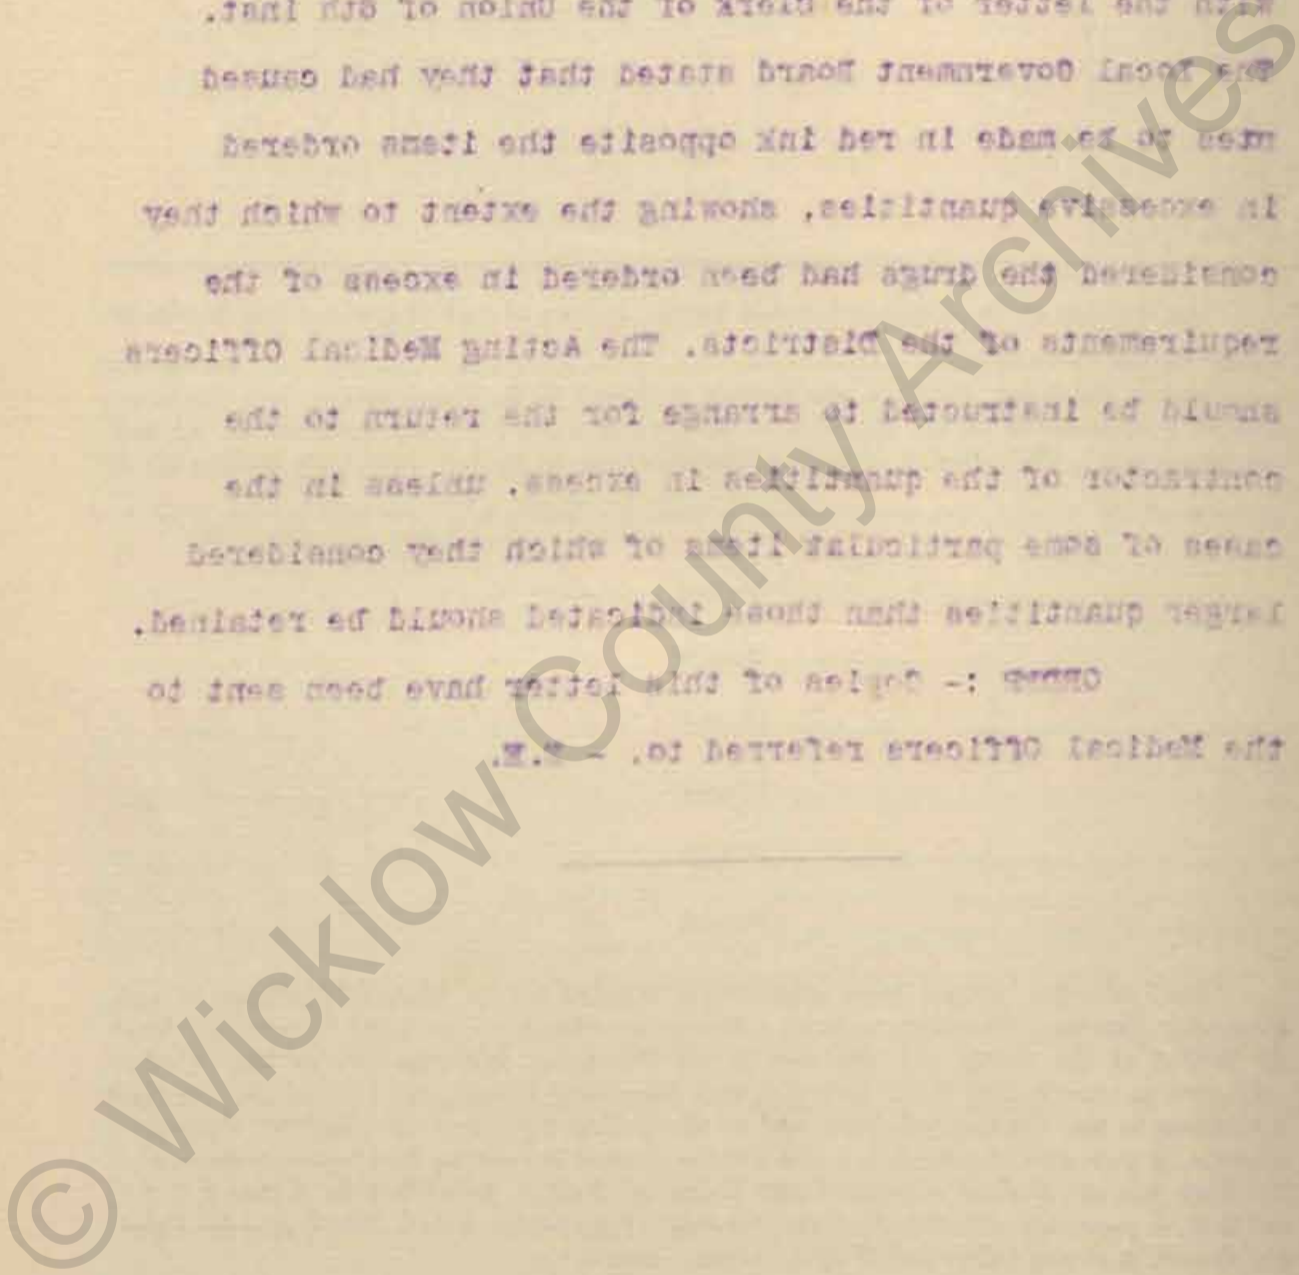 with the letter of the Clerk of the Union of 8th inst.
The Local Government Board stated that they had caused
notes to be made in red ink opposite the items ordered
in excessive quantities, showing the extent to which they
considered the drugs had been ordered in excess of the
requirements of the Districts. The Acting Medical Officers
should be instructed to arrange for the return to the
contractor of the quantities in excess, unless in the
cases of some particular items of which they considered
larger quantities than those indicated should be retained.
ORDER :- Copies of this letter have been sent to
the Medical Officers referred to. -
© Wicklow County Archives